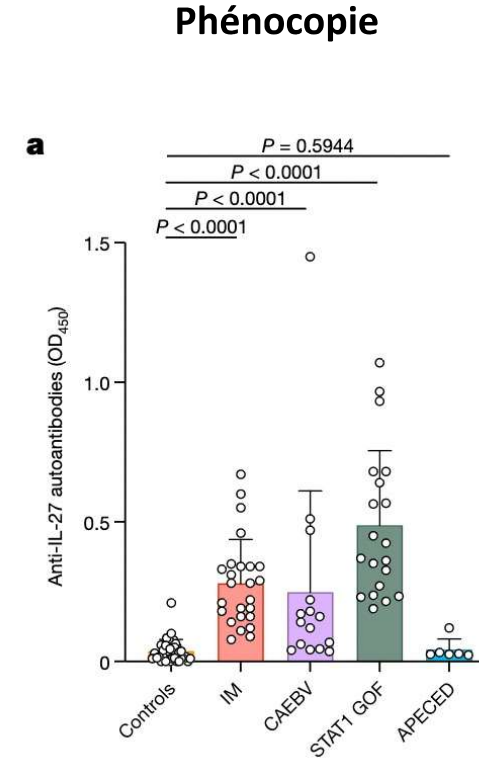 Phénocopie
a
P = 0.5944
P < 0.0001
P < 0.0001
P < 0.0001
Anti-IL-27 autoantibodies (OD450)
1.5
1.0
0.5
0
Controls
IM
CAEBV
STAT1 GOF
APECED